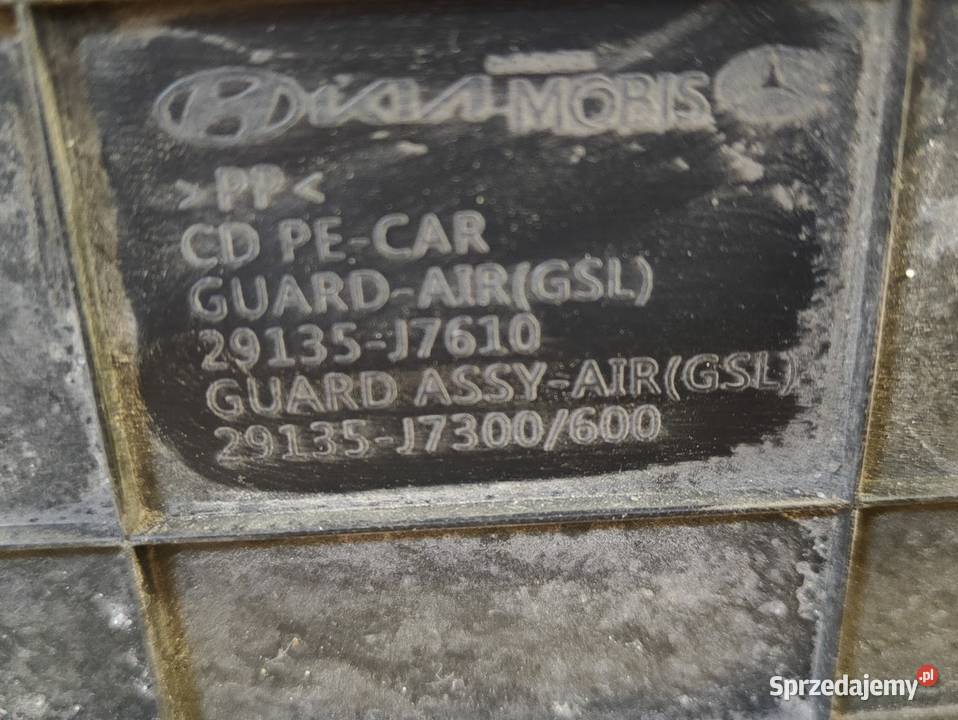 KIA MOBIS
>PP<
CD PE-CAR
GUARD-AIR(GSL)
29135-J7610
GUARD ASSY-AIR(GSL)
29135-J7300/600
Sprzedajemy.pl